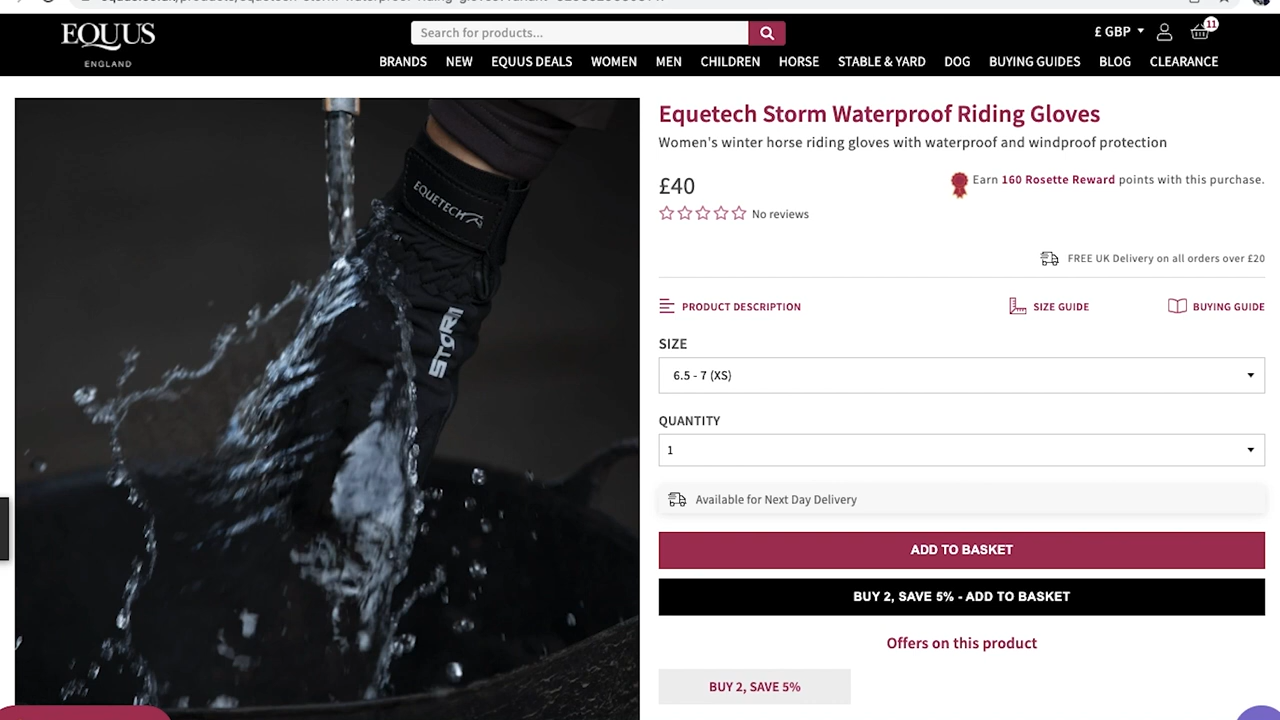 EQUUS
ENGLAND
Search for products...
£ GBP
11
BRANDS NEW EQUUS DEALS WOMEN MEN CHILDREN HORSE STABLE & YARD DOG BUYING GUIDES BLOG CLEARANCE
EQUETECH
STORM
Equetech Storm Waterproof Riding Gloves
Women's winter horse riding gloves with waterproof and windproof protection
£40
Earn 160 Rosette Reward points with this purchase.
No reviews
FREE UK Delivery on all orders over £20
PRODUCT DESCRIPTION
SIZE GUIDE
BUYING GUIDE
SIZE
6.5 - 7 (XS)
QUANTITY
1
Available for Next Day Delivery
ADD TO BASKET
BUY 2, SAVE 5% - ADD TO BASKET
Offers on this product
BUY 2, SAVE 5%